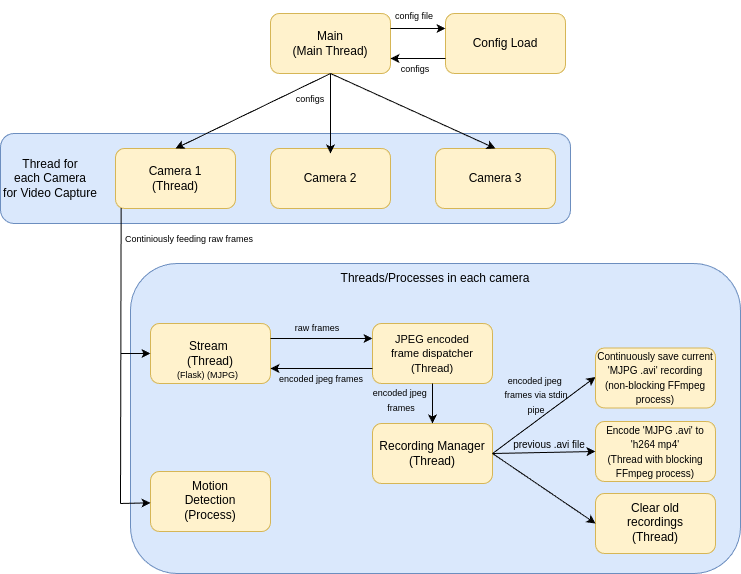 Main
(Main Thread)
config file
Config Load
configs
configs
Thread for
each Camera
for Video Capture
Camera 1
(Thread)
Camera 2
Camera 3
Continiously feeding raw frames
Threads/Processes in each camera
Stream
(Thread)
(Flask) (MJPG)
raw frames
encoded jpeg frames
JPEG encoded
frame dispatcher
(Thread)
encoded jpeg
frames
Recording Manager
(Thread)
encoded jpeg
frames via stdin
pipe
Continuously save current
'MJPG .avi' recording
(non-blocking FFmpeg
process)
previous .avi file
Encode 'MJPG .avi' to
'h264 mp4'
(Thread with blocking
FFmpeg process)
Clear old
recordings
(Thread)
Motion
Detection
(Process)